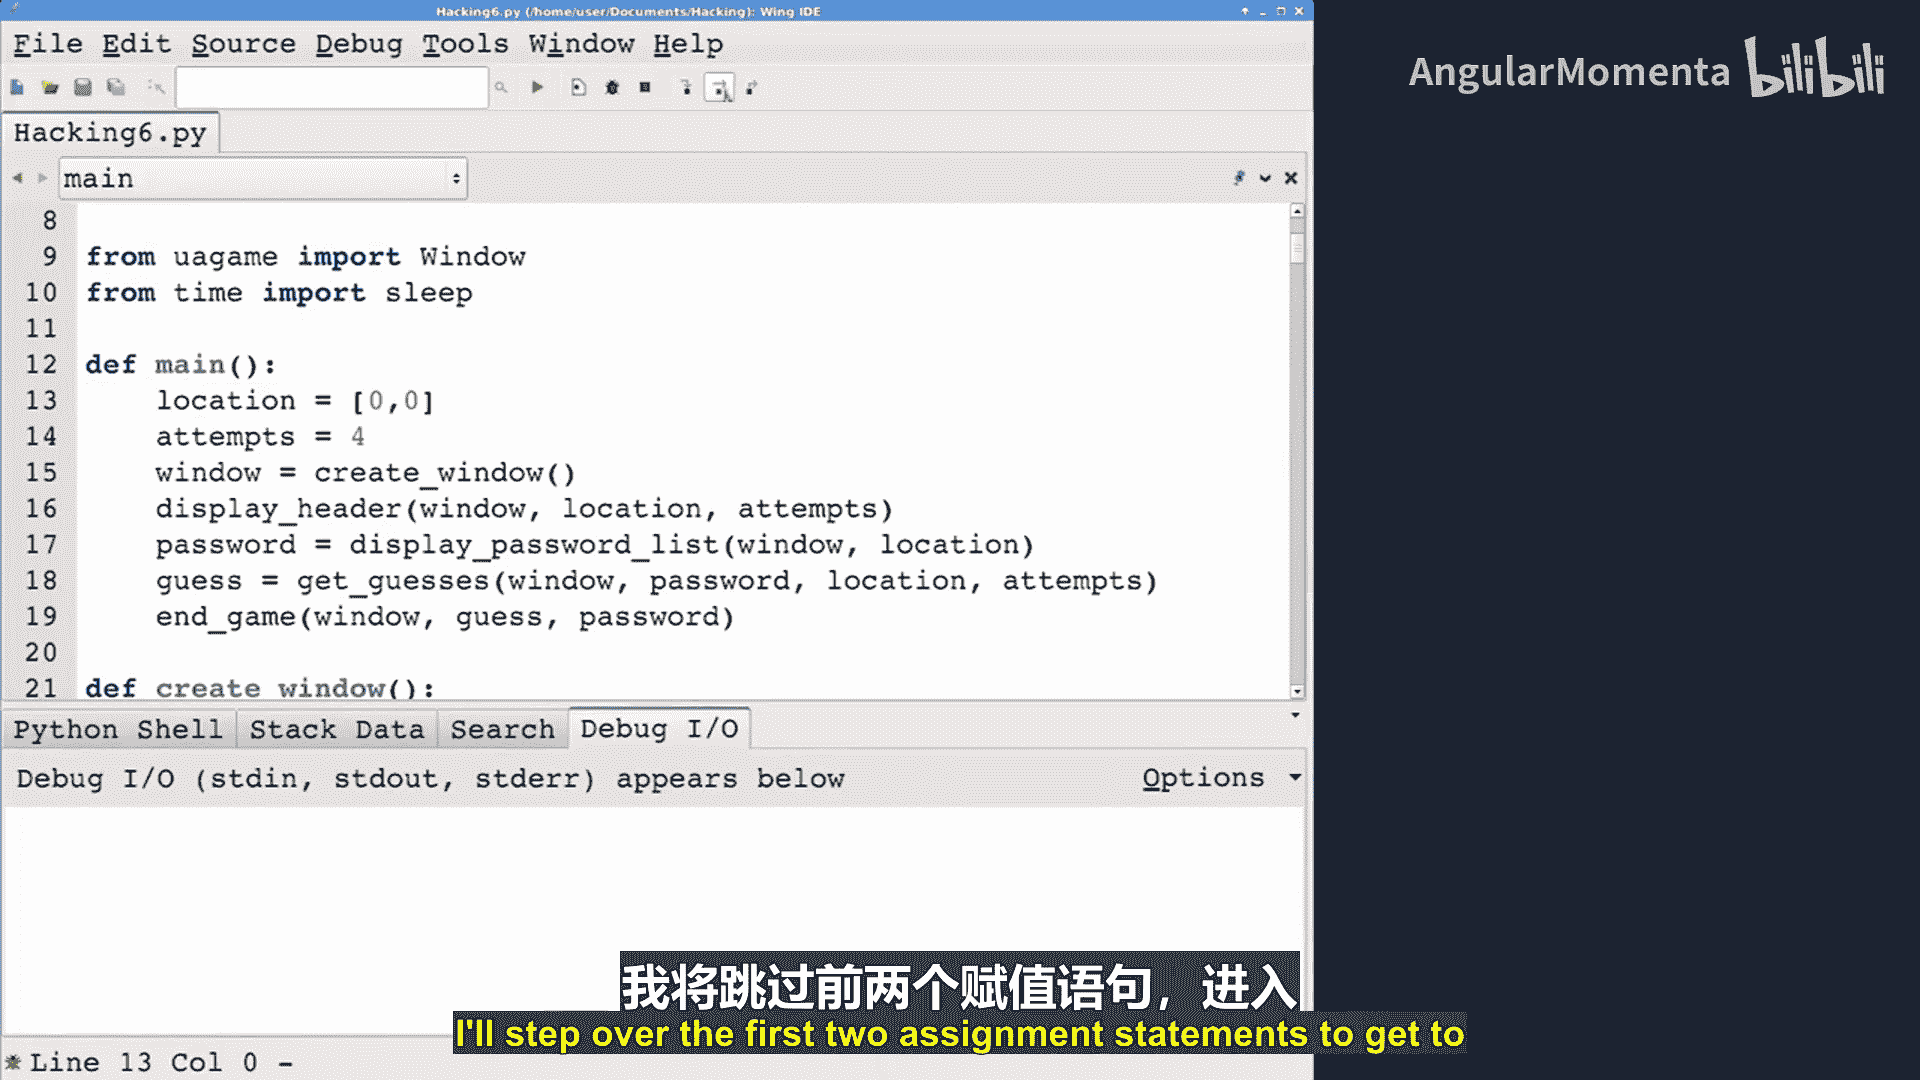 Hacking6.py (/home/user/Documents/Hacking): Wing IDE
File Edit Source Debug Tools Window Help
AngularMomenta bilibili
Hacking6.py
main
8
9 from uagame import Window
10 from time import sleep
11
12 def main():
13     location = [0,0]
14     attempts = 4
15     window = create_window()
16     display_header(window, location, attempts)
17     password = display_password_list(window, location)
18     guess = get_guesses(window, password, location, attempts)
19     end_game(window, guess, password)
20
21 def create_window():
Python Shell Stack Data Search Debug I/O
Debug I/O (stdin, stdout, stderr) appears below Options
我将跳过前两个赋值语句，进入
I'll step over the first two assignment statements to get to
Line 13 Col 0 -